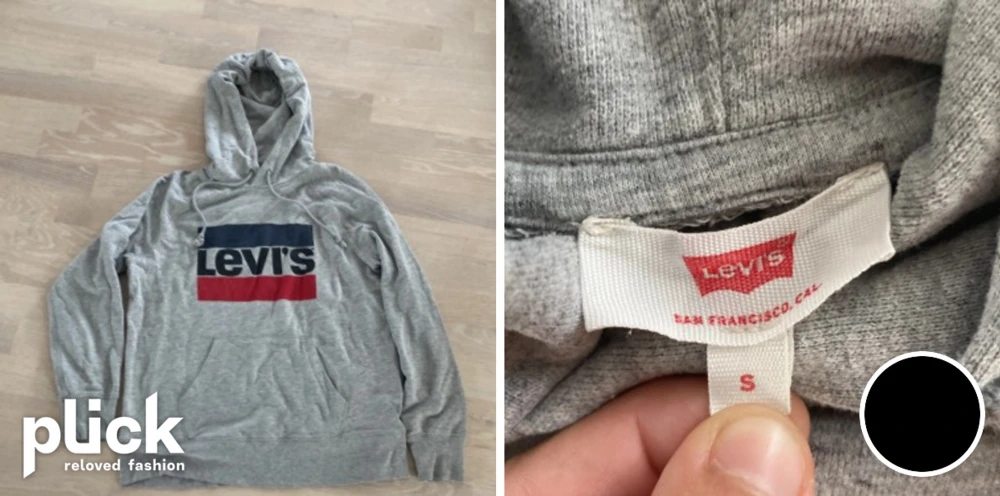 Levi's
plick
reloved fashion
Levi's
SAN FRANCISCO, CAL
S